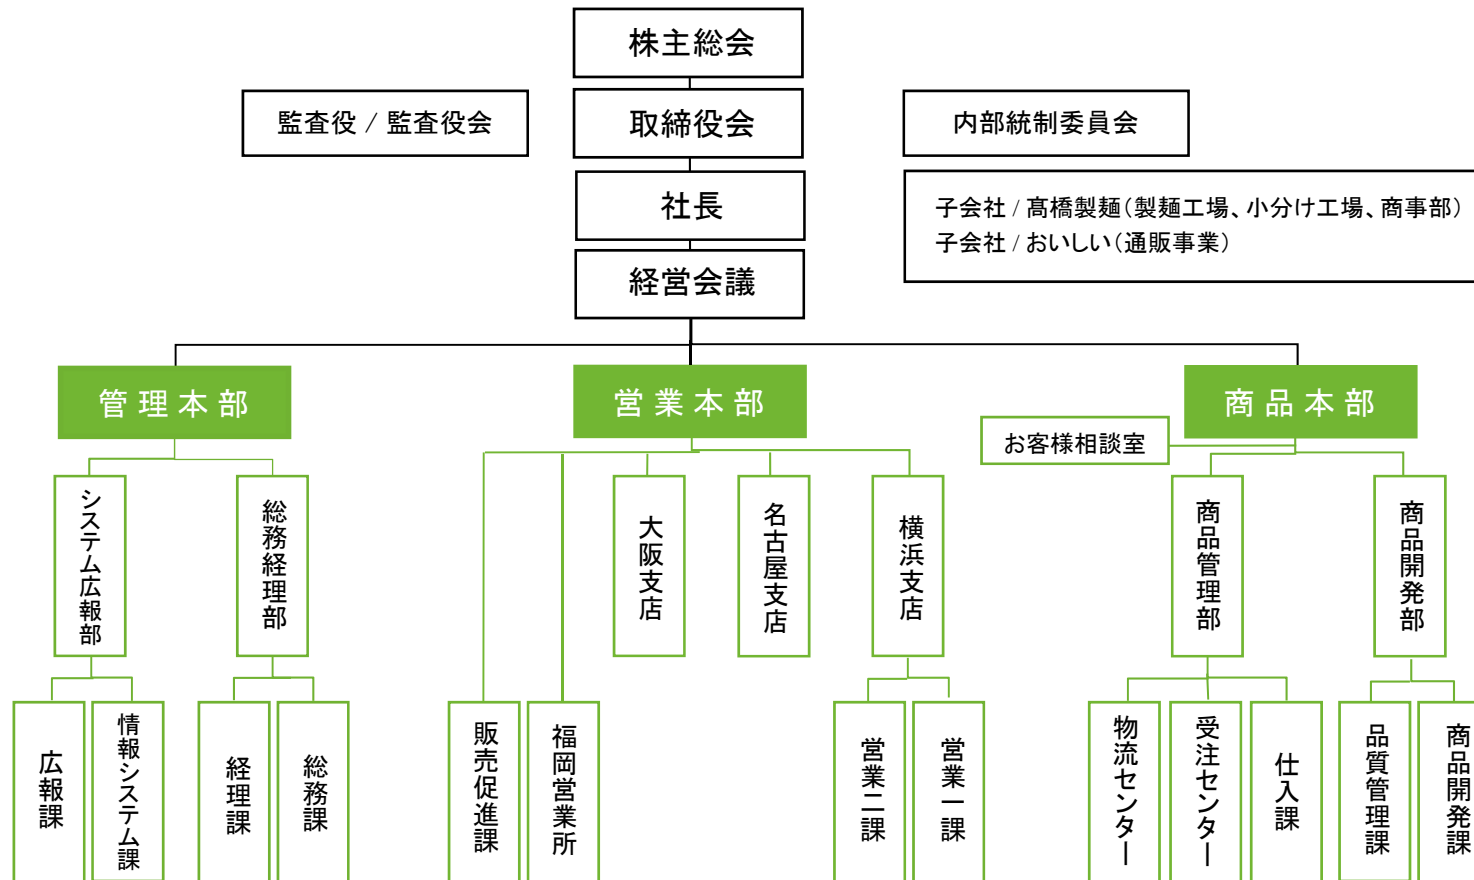 株主総会
監査役 / 監査役会
取締役会
内部統制委員会
社長
子会社 / 髙橋製麺（製麺工場、小分け工場、商事部）
子会社 / おいしい（通販事業）
経営会議
管理本部
営業本部
商品本部
お客様相談室
システム広報部
総務経理部
大阪支店
名古屋支店
横浜支店
商品管理部
商品開発部
広報課
情報システム課
経理課
総務課
販売促進課
福岡営業所
営業二課
営業一課
物流センター
受注センター
仕入課
品質管理課
商品開発課